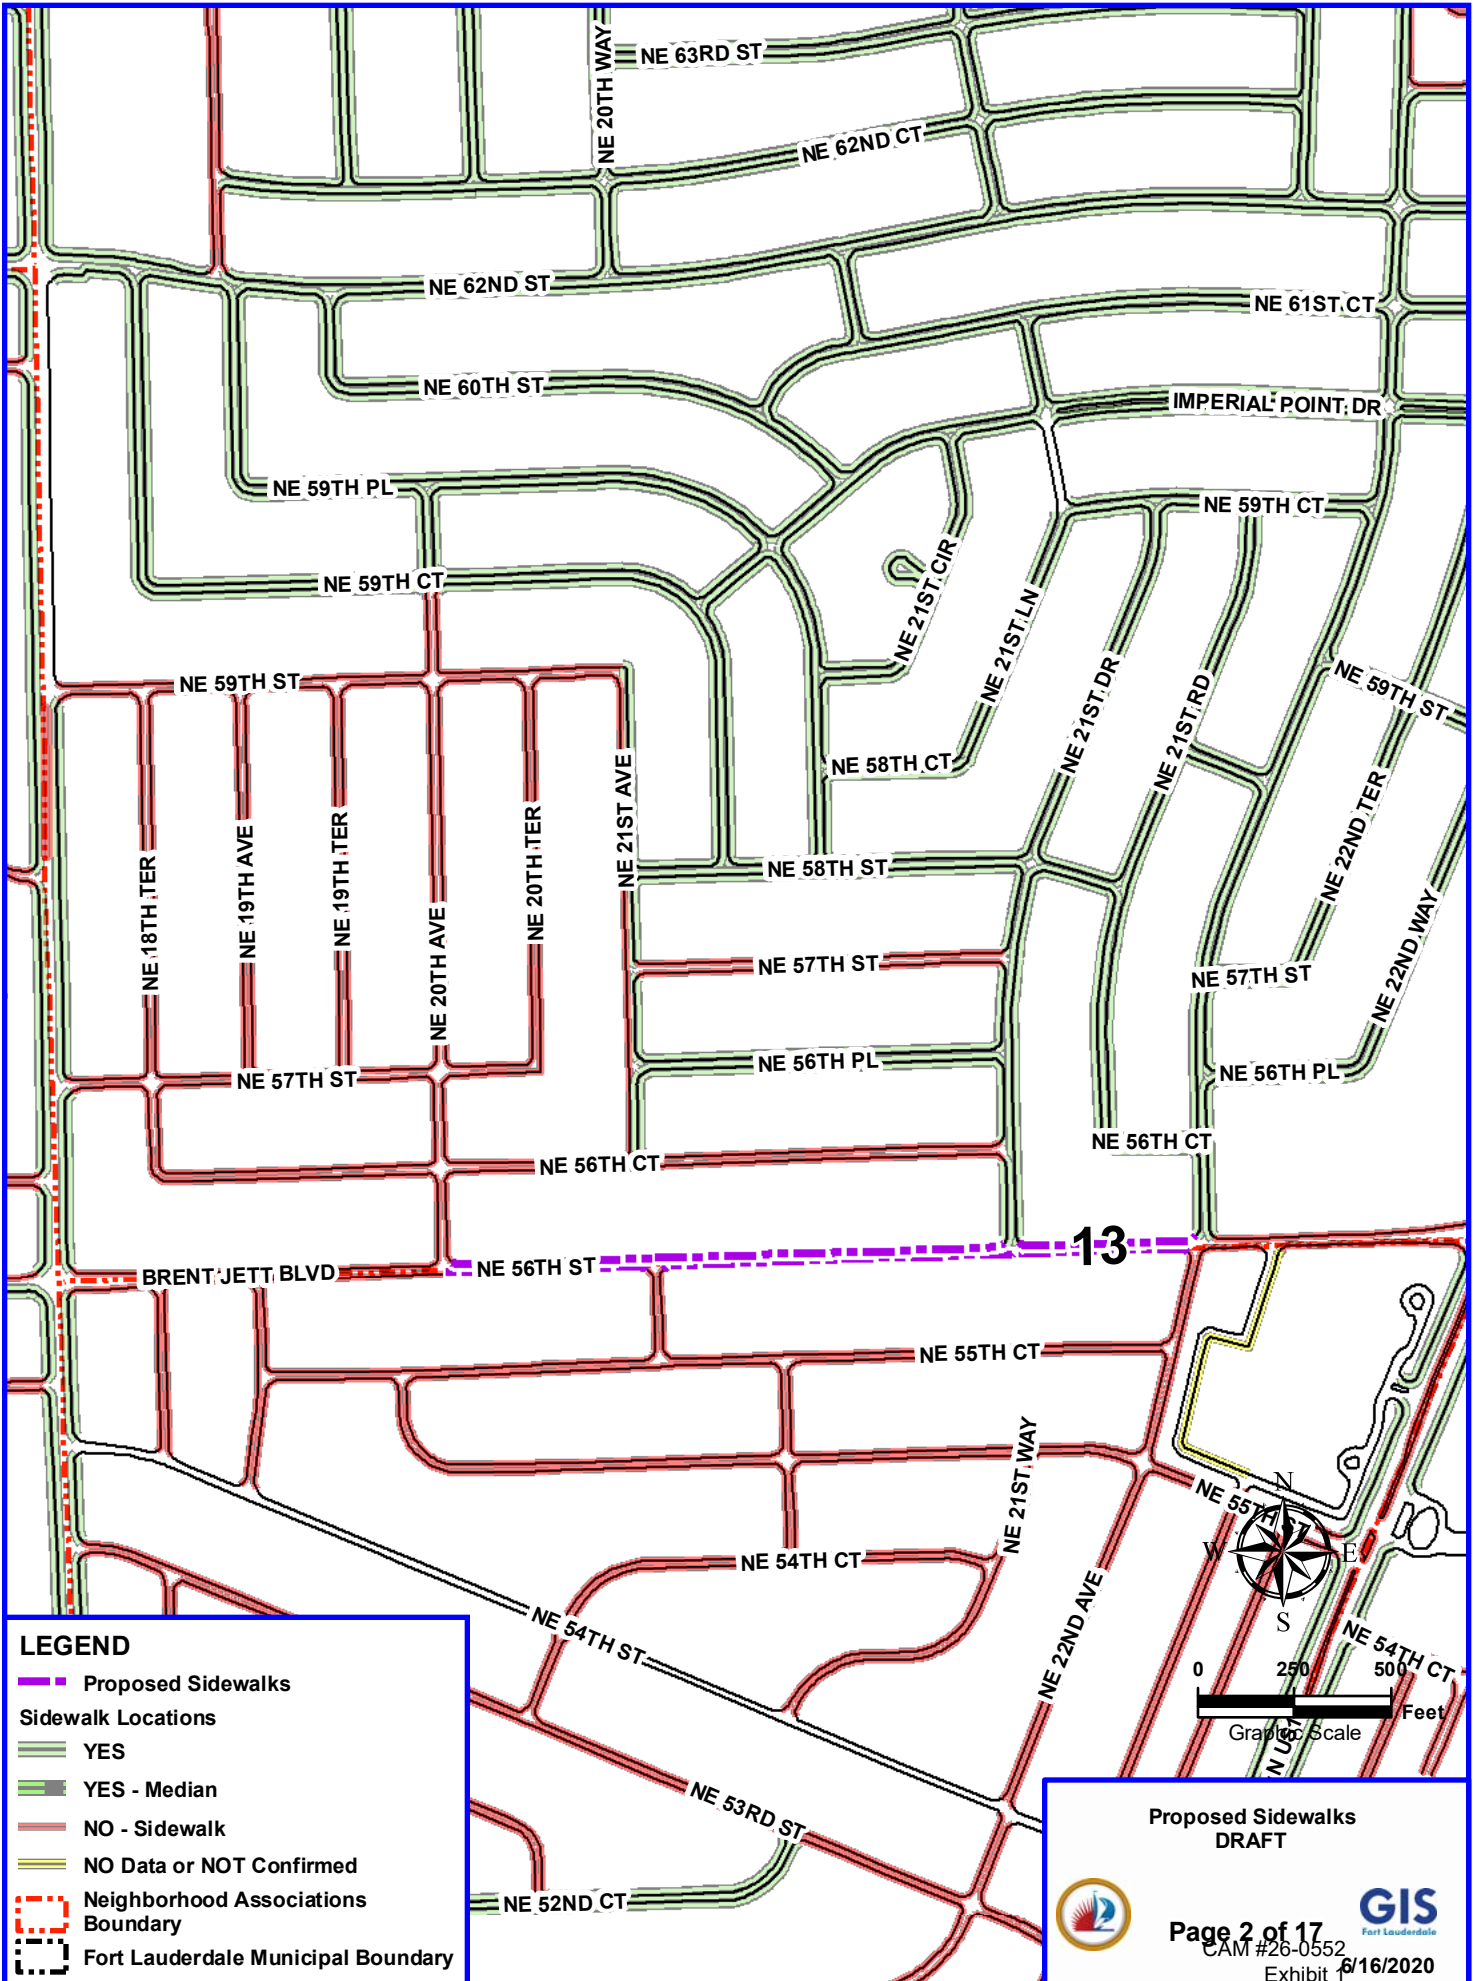 NE 63RD ST
NE 20TH WAY
NE 62ND CT
NE 62ND ST
NE 61ST CT
NE 60TH ST
IMPERIAL POINT DR
NE 59TH PL
NE 59TH CT
NE 59TH CT
NE 21ST CIR
NE 21ST LN
NE 59TH ST
NE 59TH ST
NE 21ST DR
NE 21ST RD
NE 58TH CT
NE 21ST AVE
NE 22ND TER
NE 18TH TER
NE 19TH AVE
NE 19TH TER
NE 20TH AVE
NE 20TH TER
NE 58TH ST
NE 22ND WAY
NE 57TH ST
NE 57TH ST
NE 57TH ST
NE 56TH PL
NE 56TH PL
NE 56TH CT
NE 56TH CT
13
NE 56TH ST
BRENT JETT BLVD
NE 55TH CT
NE 21ST WAY
NE 55TH ST
N
W
E
S
NE 54TH CT
NE 54TH ST
NE 22ND AVE
NE 54TH CT
0 250 500
Feet
Graphic Scale
N US1
NE 53RD ST
NE 52ND CT
LEGEND
Proposed Sidewalks
Sidewalk Locations
YES
YES - Median
NO - Sidewalk
NO Data or NOT Confirmed
Neighborhood Associations
Boundary
Fort Lauderdale Municipal Boundary
Proposed Sidewalks
DRAFT
GIS
Fort Lauderdale
Page 2 of 17
CAM #26-0552
6/16/2020
Exhibit 1